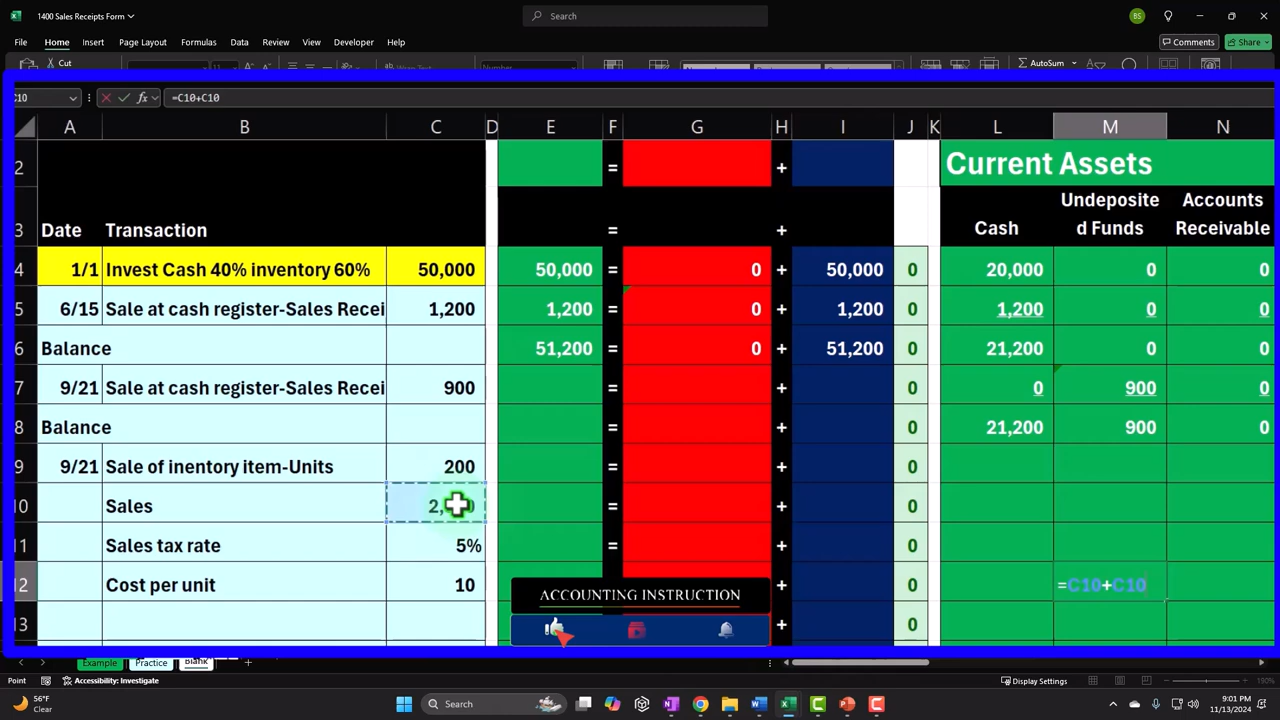 1400 Sales Receipts Form
Search
BS
File Home Insert Page Layout Formulas Data Review View Developer Help
Comments Share
Cut
Number
AutoSum
C10 fx =C10+C10
A B C D E F G H I J K L M N
2 = + Current Assets
3 Date Transaction = + Cash Undeposite d Funds Accounts Receivable
4 1/1 Invest Cash 40% inventory 60% 50,000 50,000 = 0 + 50,000 0 20,000 0 0
5 6/15 Sale at cash register-Sales Recei 1,200 1,200 = 0 + 1,200 0 1,200 0 0
6 Balance 51,200 = 0 + 51,200 0 21,200 0 0
7 9/21 Sale at cash register-Sales Recei 900 = + 0 0 900 0
8 Balance = + 0 21,200 900 0
9 9/21 Sale of inentory item-Units 200 = + 0
10 Sales = + 0
11 Sales tax rate 5% = + 0
12 Cost per unit 10 + 0 =C10+C10
ACCOUNTING INSTRUCTION
13 + 0
Example Practice Blank +
Point Accessibility: Investigate Display Settings 190%
56°F
Clear
Search
9:01 PM
11/13/2024